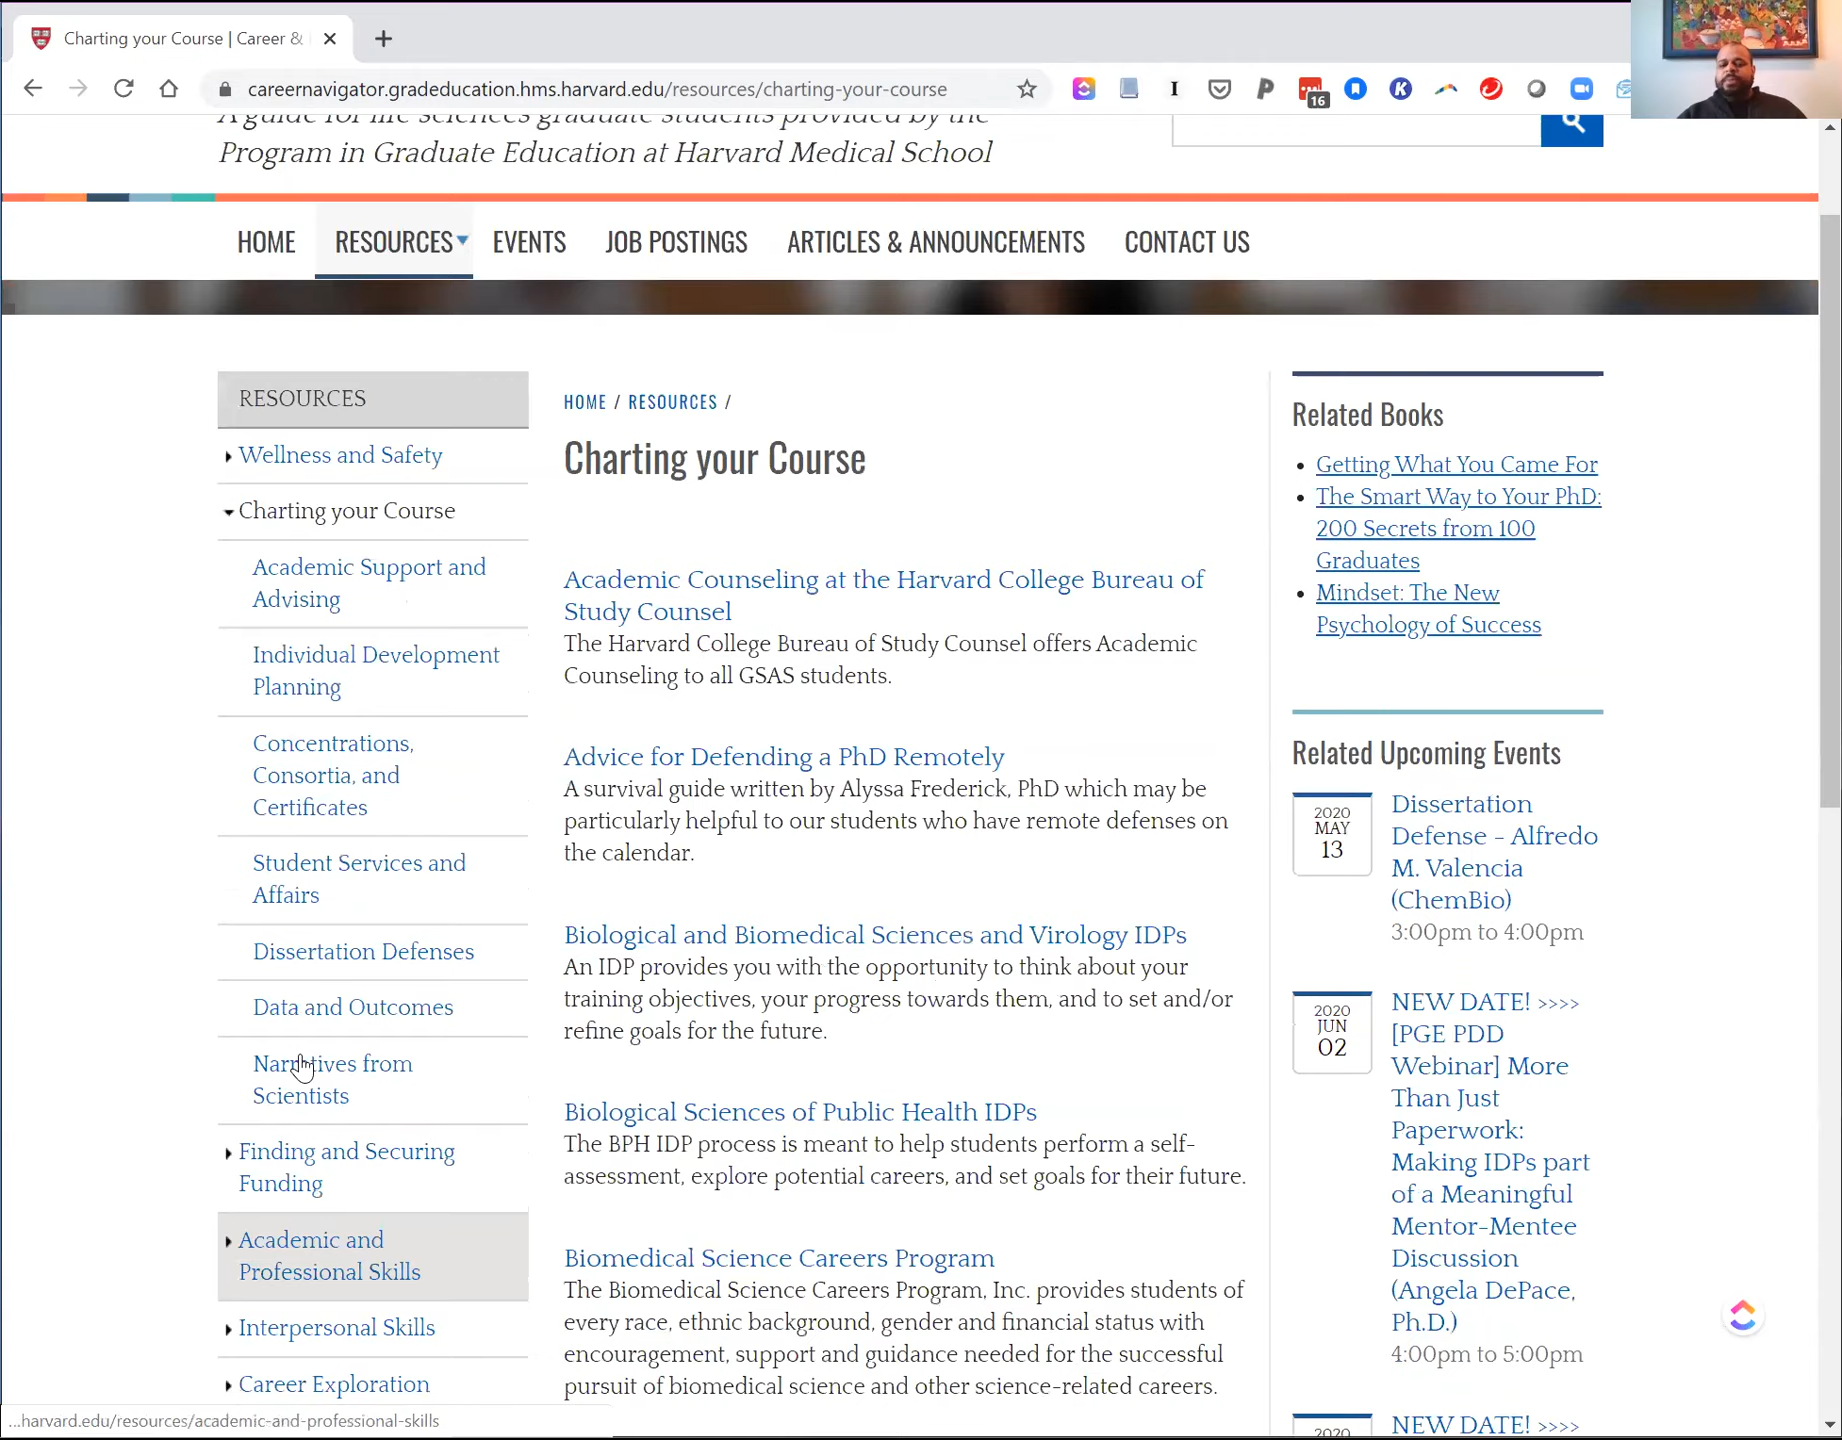 Charting your Course | Career &
careernavigator.gradeducation.hms.harvard.edu/resources/charting-your-course
16
A guide for life sciences graduate students provided by the
Program in Graduate Education at Harvard Medical School
HOME
RESOURCES
EVENTS
JOB POSTINGS
ARTICLES & ANNOUNCEMENTS
CONTACT US
RESOURCES
Wellness and Safety
Charting your Course
Academic Support and
Advising
Individual Development
Planning
Concentrations,
Consortia, and
Certificates
Student Services and
Affairs
Dissertation Defenses
Data and Outcomes
Narratives from
Scientists
Finding and Securing
Funding
Academic and
Professional Skills
Interpersonal Skills
Career Exploration
...harvard.edu/resources/academic-and-professional-skills
HOME / RESOURCES /
Charting your Course
Academic Counseling at the Harvard College Bureau of
Study Counsel
The Harvard College Bureau of Study Counsel offers Academic
Counseling to all GSAS students.
Advice for Defending a PhD Remotely
A survival guide written by Alyssa Frederick, PhD which may be
particularly helpful to our students who have remote defenses on
the calendar.
Biological and Biomedical Sciences and Virology IDPs
An IDP provides you with the opportunity to think about your
training objectives, your progress towards them, and to set and/or
refine goals for the future.
Biological Sciences of Public Health IDPs
The BPH IDP process is meant to help students perform a self-
assessment, explore potential careers, and set goals for their future.
Biomedical Science Careers Program
The Biomedical Science Careers Program, Inc. provides students of
every race, ethnic background, gender and financial status with
encouragement, support and guidance needed for the successful
pursuit of biomedical science and other science-related careers.
Related Books
Getting What You Came For
The Smart Way to Your PhD:
200 Secrets from 100
Graduates
Mindset: The New
Psychology of Success
Related Upcoming Events
2020
MAY
13
Dissertation
Defense - Alfredo
M. Valencia
(ChemBio)
3:00pm to 4:00pm
2020
JUN
02
NEW DATE! >>>>
[PGE PDD
Webinar] More
Than Just
Paperwork:
Making IDPs part
of a Meaningful
Mentor-Mentee
Discussion
(Angela DePace,
Ph.D.)
4:00pm to 5:00pm
2020
NEW DATE! >>>>